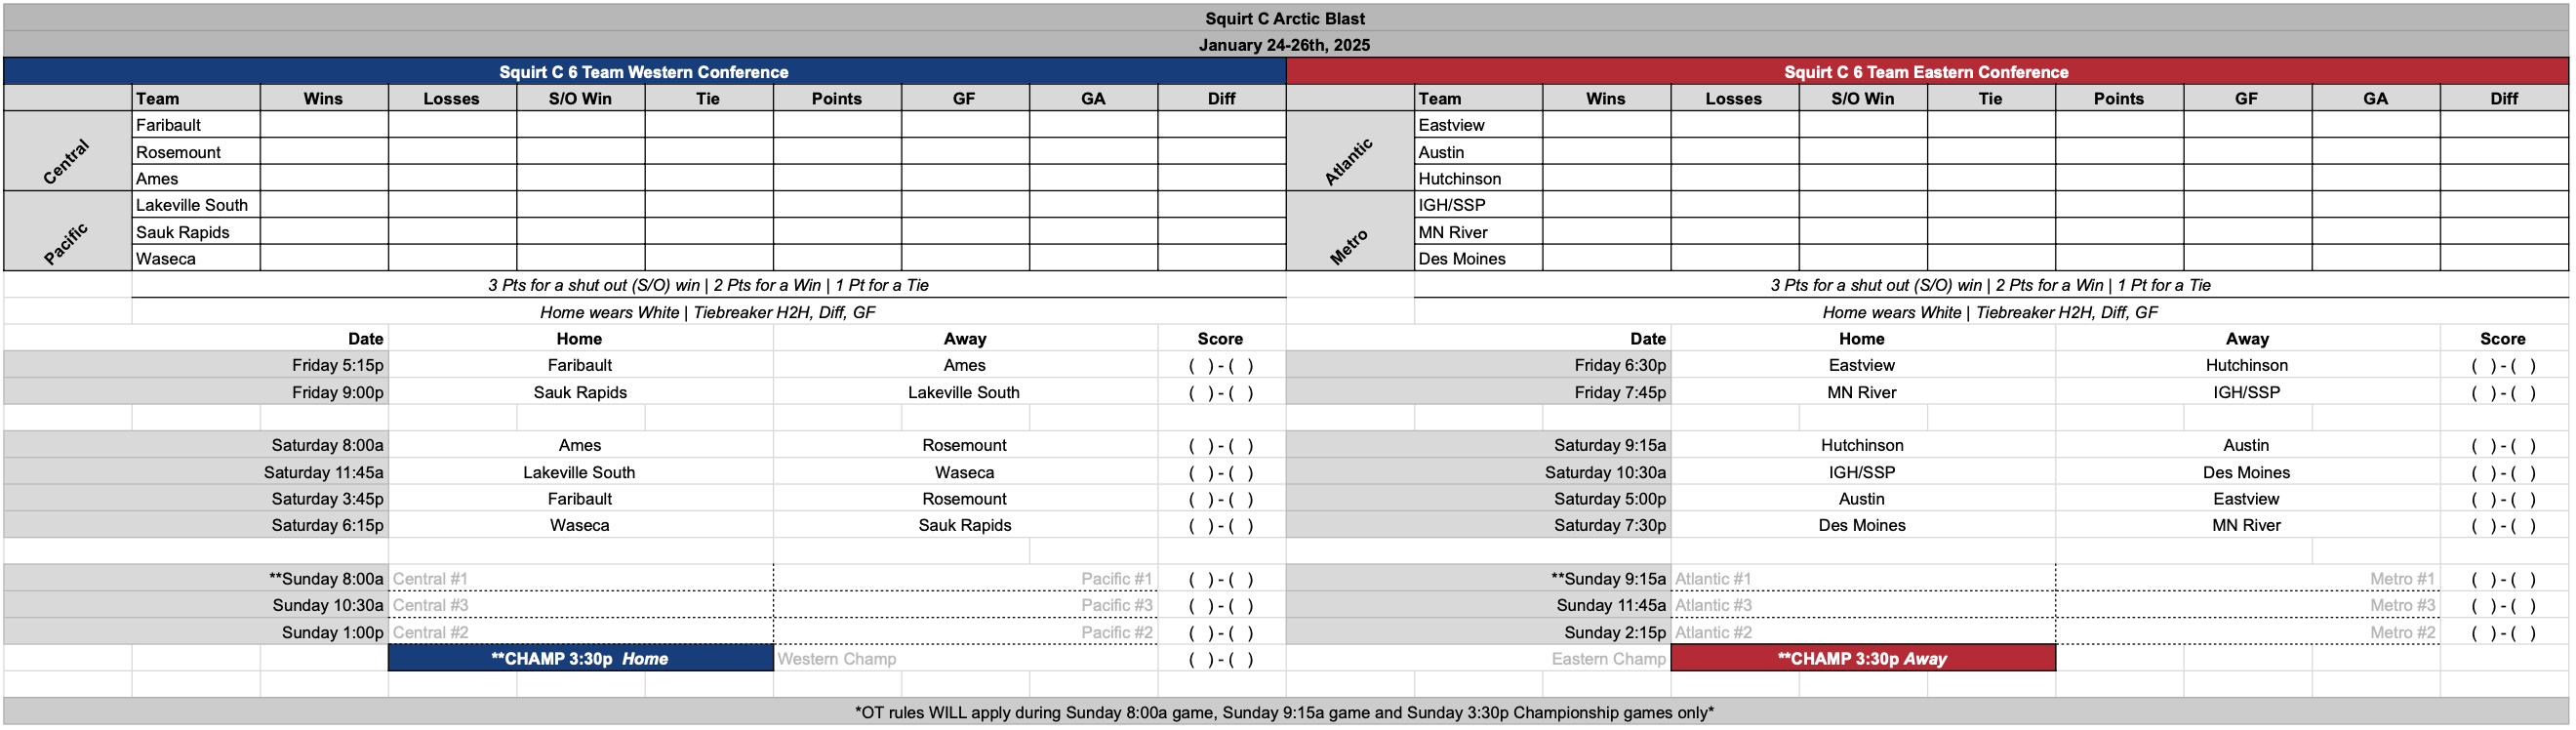 Squirt C Arctic Blast
January 24-26th, 2025
Squirt C 6 Team Western Conference Squirt C 6 Team Eastern Conference
Team Wins Losses S/O Win Tie Points GF GA Diff Team Wins Losses S/O Win Tie Points GF GA Diff
Central Faribault Atlantic Eastview
Rosemount Austin
Ames Hutchinson
Pacific Lakeville South Metro IGH/SSP
Sauk Rapids MN River
Waseca Des Moines
3 Pts for a shut out (S/O) win | 2 Pts for a Win | 1 Pt for a Tie 3 Pts for a shut out (S/O) win | 2 Pts for a Win | 1 Pt for a Tie
Home wears White | Tiebreaker H2H, Diff, GF Home wears White | Tiebreaker H2H, Diff, GF
Date Home Away Score Date Home Away Score
Friday 5:15p Faribault Ames ( ) - ( ) Friday 6:30p Eastview Hutchinson ( ) - ( )
Friday 9:00p Sauk Rapids Lakeville South ( ) - ( ) Friday 7:45p MN River IGH/SSP ( ) - ( )
Saturday 8:00a Ames Rosemount ( ) - ( ) Saturday 9:15a Hutchinson Austin ( ) - ( )
Saturday 11:45a Lakeville South Waseca ( ) - ( ) Saturday 10:30a IGH/SSP Des Moines ( ) - ( )
Saturday 3:45p Faribault Rosemount ( ) - ( ) Saturday 5:00p Austin Eastview ( ) - ( )
Saturday 6:15p Waseca Sauk Rapids ( ) - ( ) Saturday 7:30p Des Moines MN River ( ) - ( )
**Sunday 8:00a Central #1 Pacific #1 ( ) - ( ) **Sunday 9:15a Atlantic #1 Metro #1 ( ) - ( )
Sunday 10:30a Central #3 Pacific #3 ( ) - ( ) Sunday 11:45a Atlantic #3 Metro #3 ( ) - ( )
Sunday 1:00p Central #2 Pacific #2 ( ) - ( ) Sunday 2:15p Atlantic #2 Metro #2 ( ) - ( )
**CHAMP 3:30p Home Western Champ ( ) - ( ) Eastern Champ **CHAMP 3:30p Away
*OT rules WILL apply during Sunday 8:00a game, Sunday 9:15a game and Sunday 3:30p Championship games only*